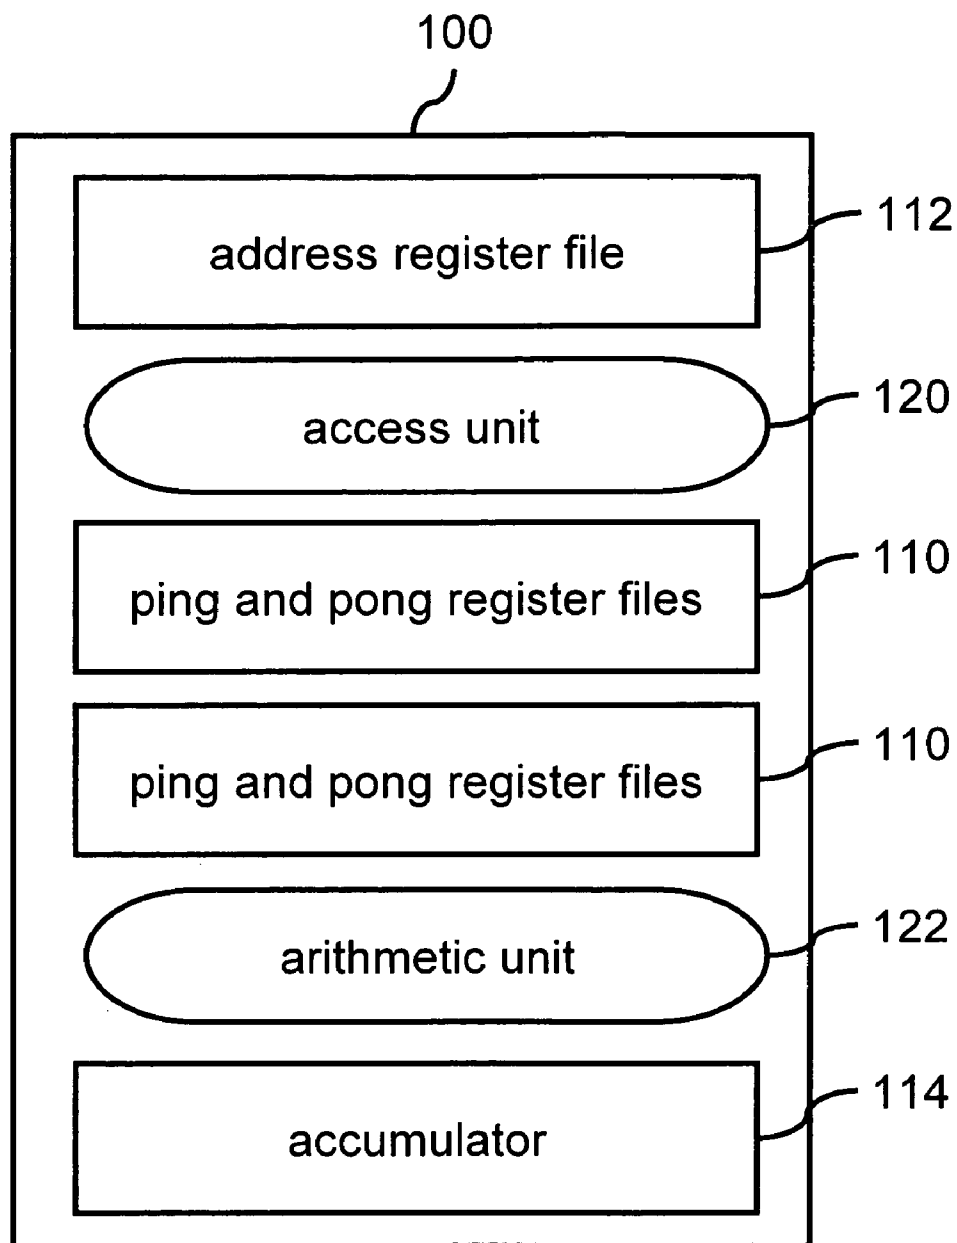 100
address register file
112
access unit
120
ping and pong register files
110
ping and pong register files
110
arithmetic unit
122
accumulator
114